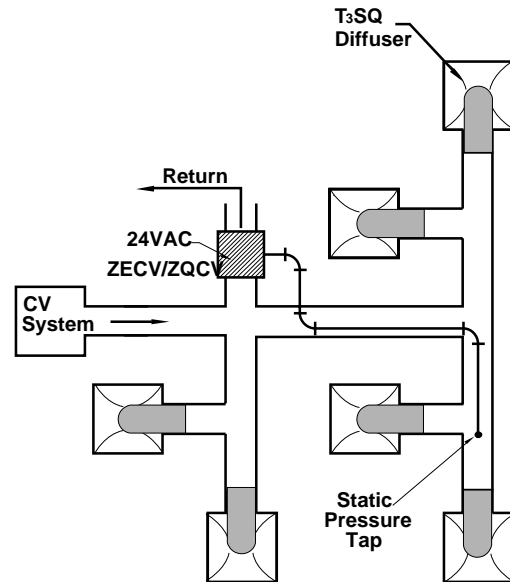 T₃SQ
Diffuser
Return
24VAC
ZECV/ZQCV
CV
System
Static
Pressure
Tap